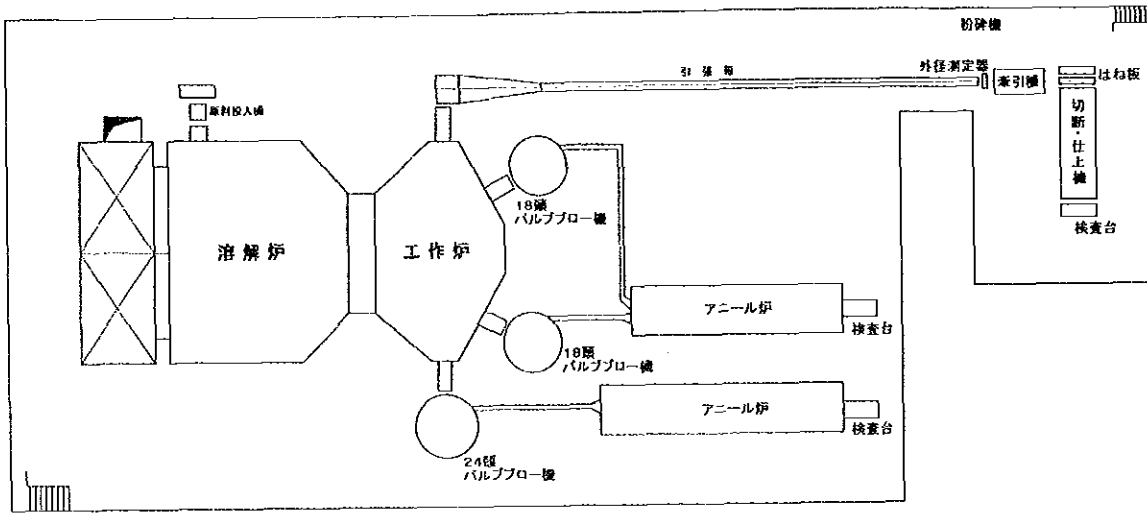 粉砕機
引張箱
外径測定器
牽引機
はね板
原料投入機
切断・仕上機
18頭
バルブブロー機
検査台
溶解炉
工作炉
アニール炉
検査台
18頭
バルブブロー機
アニール炉
検査台
24頭
バルブブロー機